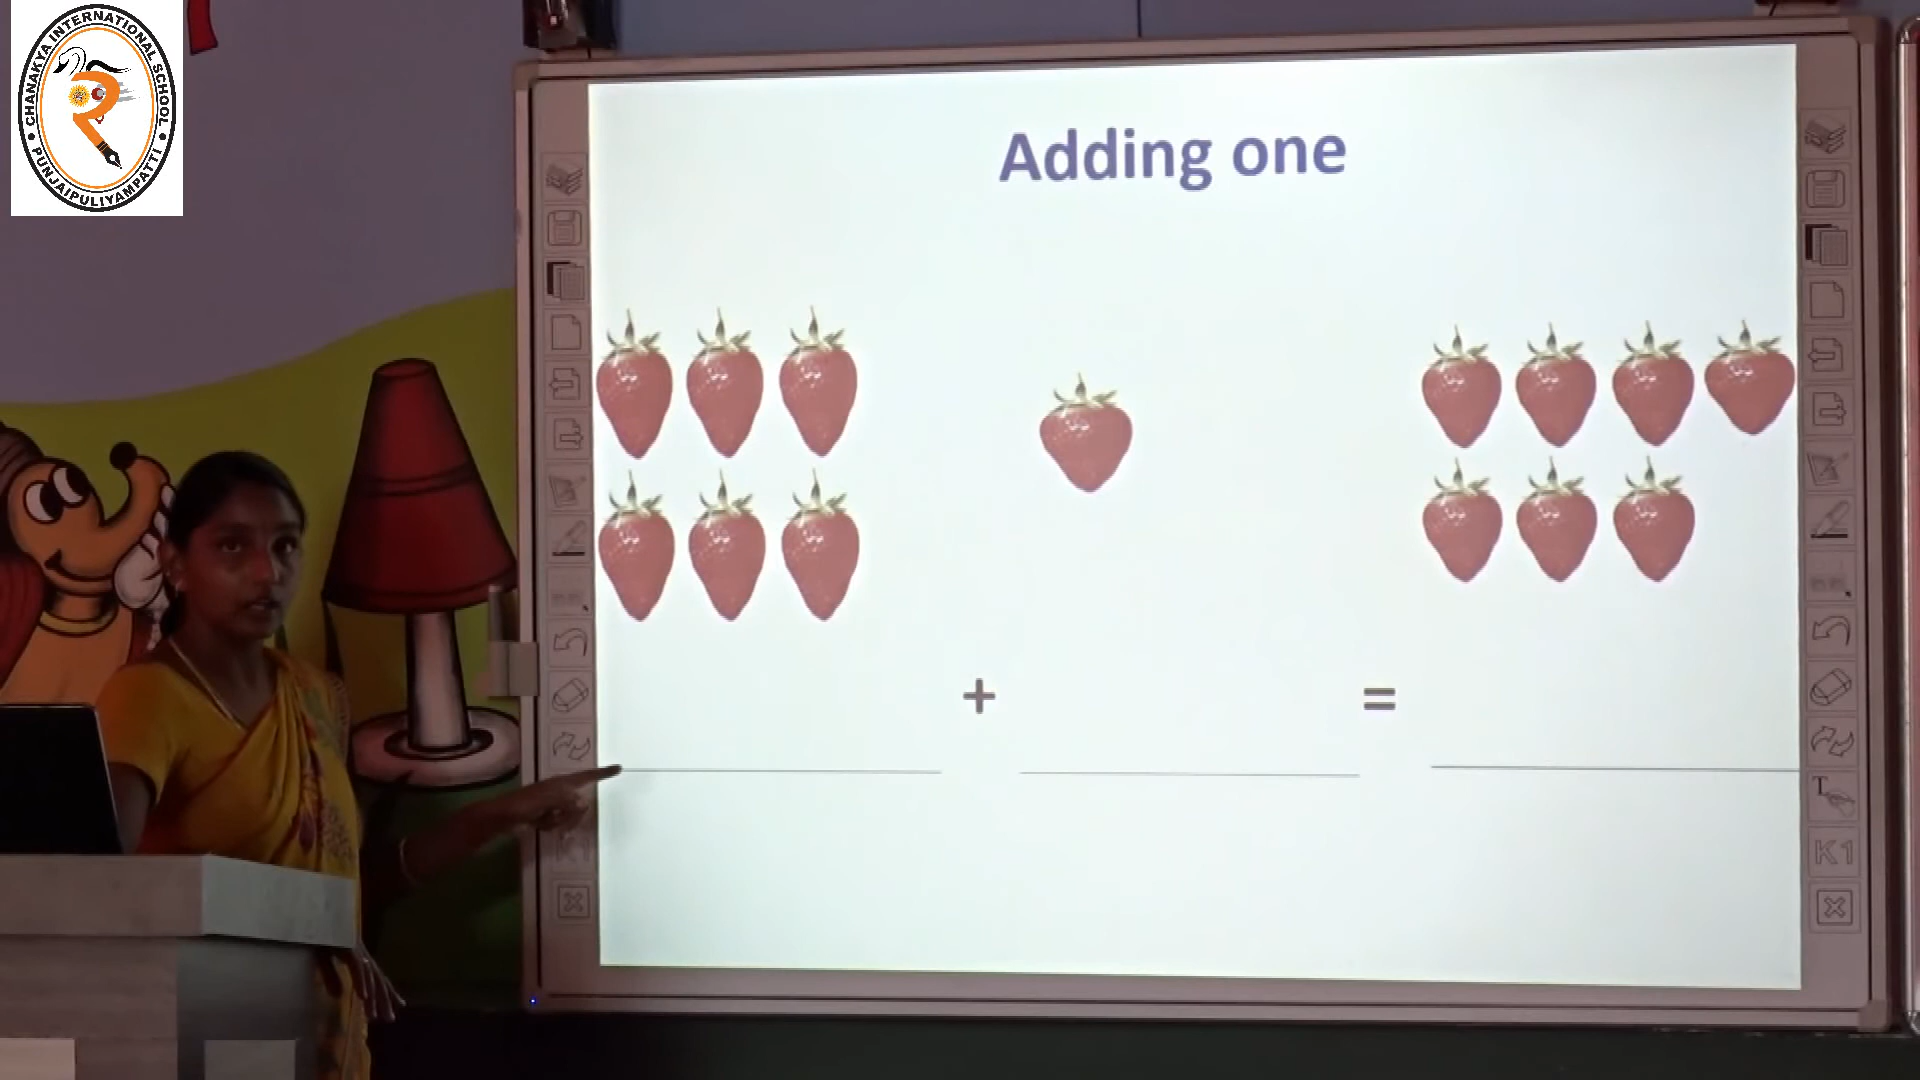 CHANAKYA INTERNATIONAL SCHOOL
PUNJAIPULIYAMPATTI
Adding one
+ =
T
K1